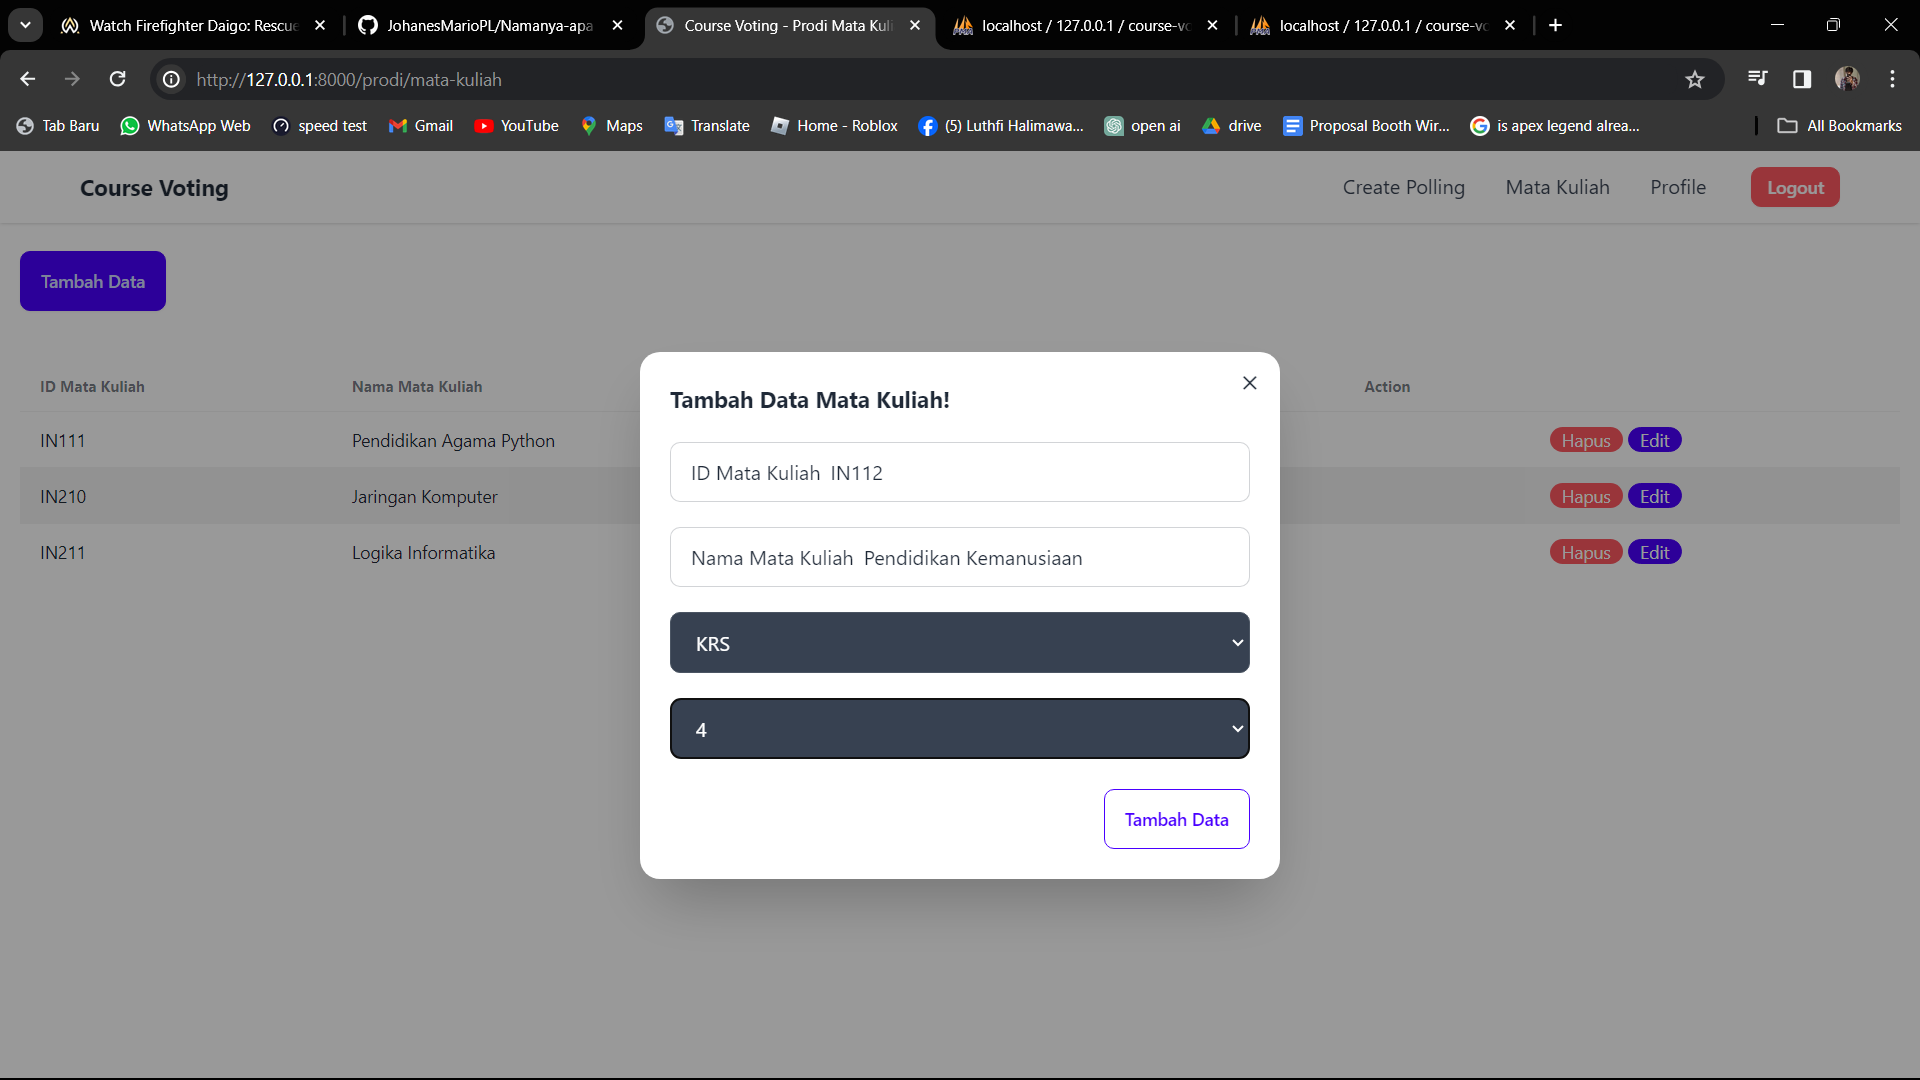 Watch Firefighter Daigo: Rescue
JohanesMarioPL/Namanya-apa
Course Voting - Prodi Mata Kuli
localhost / 127.0.0.1 / course-vo
localhost / 127.0.0.1 / course-vo
http://127.0.0.1:8000/prodi/mata-kuliah
Tab Baru
WhatsApp Web
speed test
Gmail
YouTube
Maps
Translate
Home - Roblox
(5) Luthfi Halimawa...
open ai
drive
Proposal Booth Wir...
is apex legend alrea...
All Bookmarks
Course Voting
Create Polling
Mata Kuliah
Profile
Logout
Tambah Data
ID Mata Kuliah
Nama Mata Kuliah
Action
IN111
Pendidikan Agama Python
Hapus
Edit
IN210
Jaringan Komputer
Hapus
Edit
IN211
Logika Informatika
Hapus
Edit
Tambah Data Mata Kuliah!
ID Mata Kuliah IN112
Nama Mata Kuliah Pendidikan Kemanusiaan
KRS
4
Tambah Data